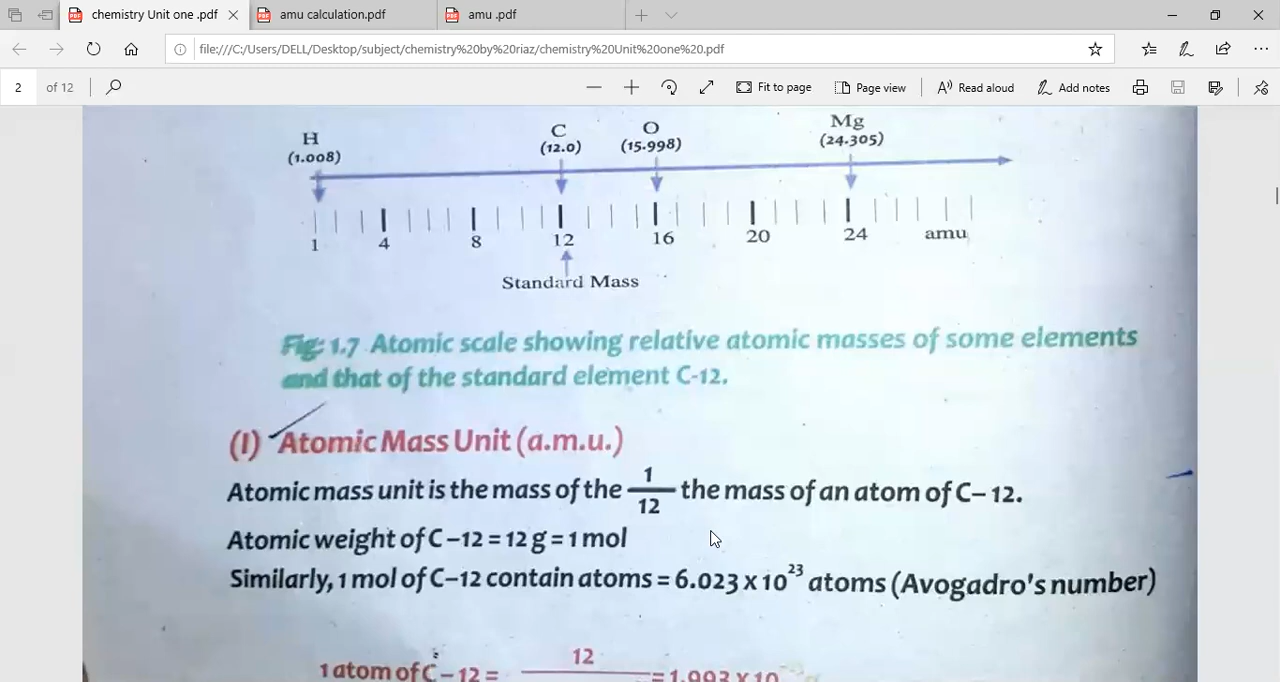 chemistry Unit one .pdf
amu calculation.pdf
amu .pdf
file:///C:/Users/DELL/Desktop/subject/chemistry%20by%20riaz/chemistry%20Unit%20one%20.pdf
2 of 12
Fit to page
Page view
Read aloud
Add notes
H C O Mg
(1.008) (12.0) (15.998) (24.305)
1 4 8 12 16 20 24 amu
Standard Mass
Fig: 1.7 Atomic scale showing relative atomic masses of some elements
and that of the standard element C-12.
(I) Atomic Mass Unit (a.m.u.)
Atomic mass unit is the mass of the 1/12 the mass of an atom of C-12.
Atomic weight of C-12 = 12 g = 1 mol
Similarly, 1 mol of C-12 contain atoms = 6.023 x 10²³ atoms (Avogadro's number)
1 atom of C-12 = 12 = 1.993 x 10